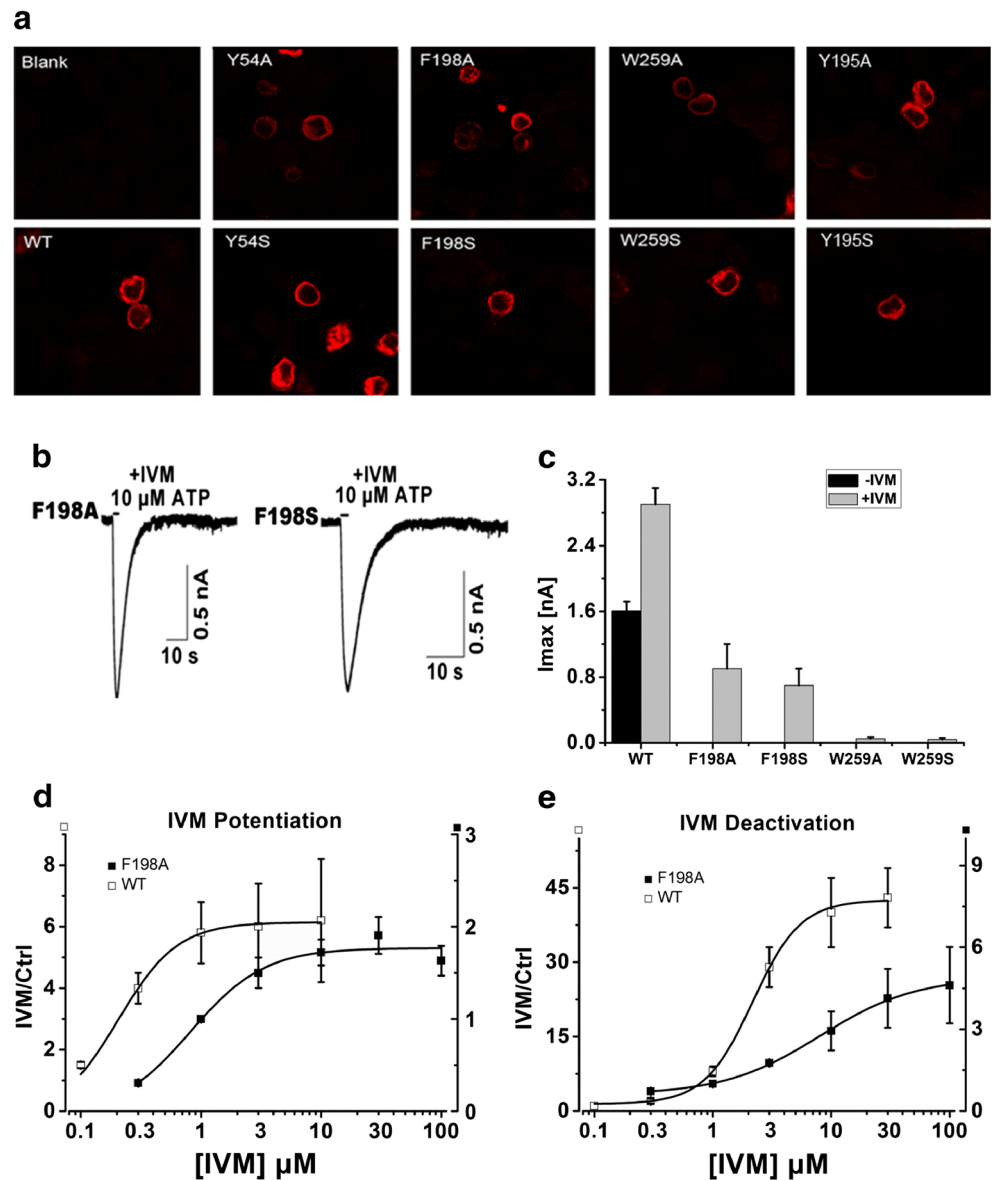 a
Blank
Y54A
F198A
W259A
Y195A
WT
Y54S
F198S
W259S
Y195S
b
+IVM
10 µM ATP
F198A
0.5 nA
10 s
+IVM
10 µM ATP
F198S
0.5 nA
10 s
c
-IVM
+IVM
Imax [nA]
3.2
2.4
1.6
0.8
0.0
WT F198A F198S W259A W259S
d
IVM Potentiation
F198A
WT
IVM/Ctrl
8
6
4
2
0
3
2
1
0
0.1 0.3 1 3 10 30 100
[IVM] µM
e
IVM Deactivation
F198A
WT
IVM/Ctrl
45
30
15
0
9
6
3
0
0.1 0.3 1 3 10 30 100
[IVM] µM